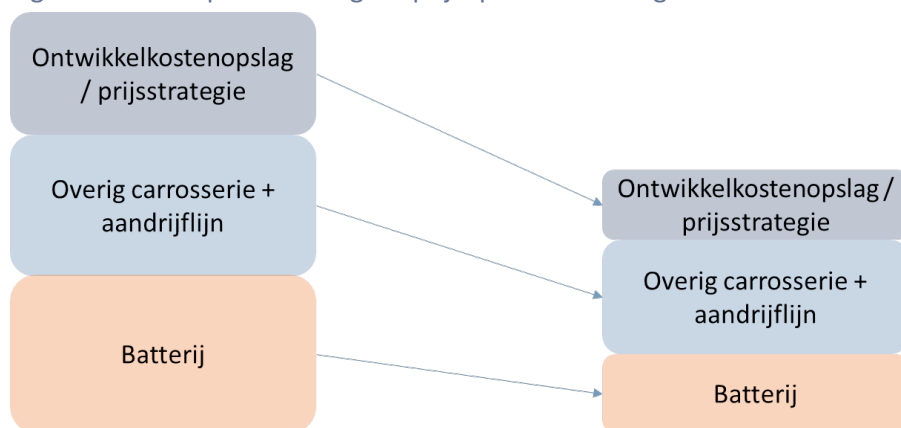 Ontwikkelkostenopslag
/ prijsstrategie
Overig carrosserie +
aandrijflijn
Batterij
Ontwikkelkostenopslag /
prijsstrategie
Overig carrosserie +
aandrijflijn
Batterij